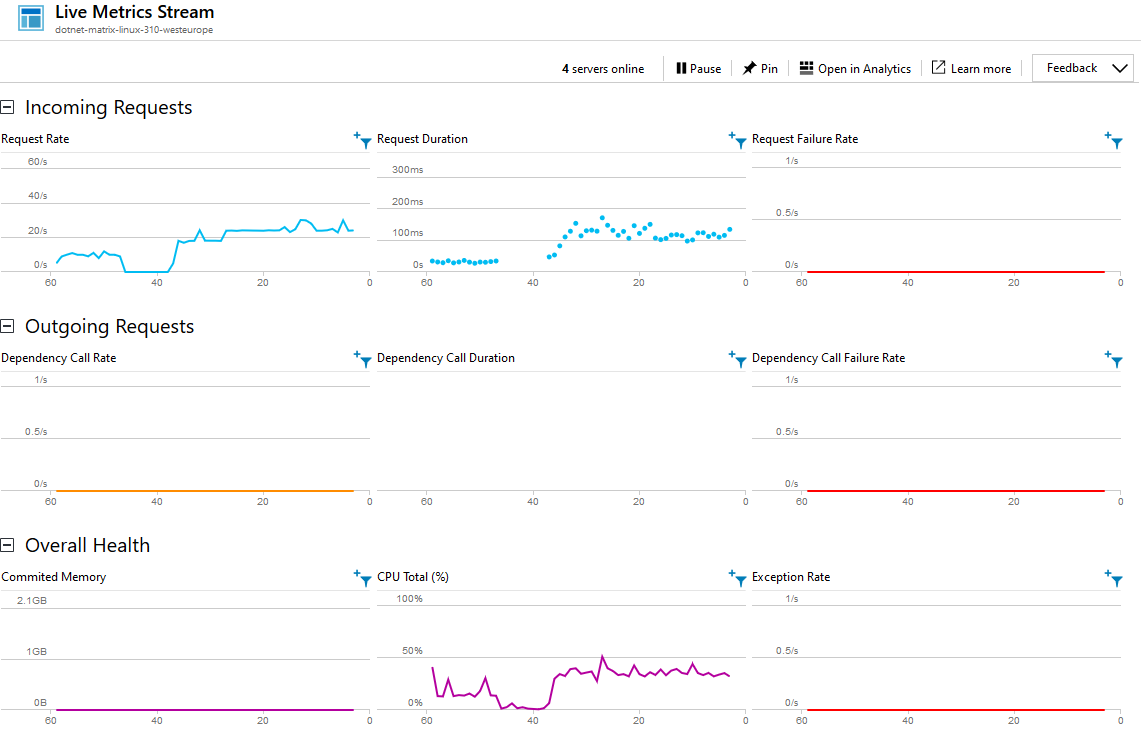 Live Metrics Stream
dotnet-matrix-linux-310-westeurope
4 servers online Pause Pin Open in Analytics Learn more Feedback
Incoming Requests
Request Rate Request Duration Request Failure Rate
60/s
40/s
20/s
0/s
60 40 20 0
300ms
200ms
100ms
0s
60 40 20 0
1/s
0.5/s
0/s
60 40 20 0
Outgoing Requests
Dependency Call Rate Dependency Call Duration Dependency Call Failure Rate
1/s
0.5/s
0/s
60 40 20 0
60 40 20 0
1/s
0.5/s
0/s
60 40 20 0
Overall Health
Commited Memory CPU Total (%) Exception Rate
2.1GB
1GB
0B
60 40 20 0
100%
50%
0%
60 40 20 0
1/s
0.5/s
0/s
60 40 20 0